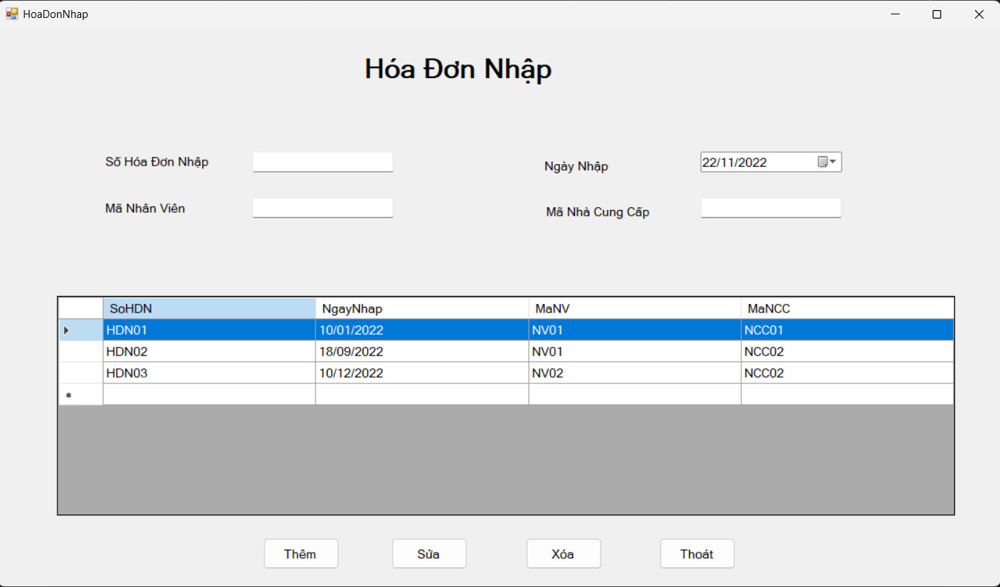 HoaDonNhap
Hóa Đơn Nhập
Số Hóa Đơn Nhập
Ngày Nhập 22/11/2022
Mã Nhân Viên
Mã Nhà Cung Cấp
SoHDN NgayNhap MaNV MaNCC
HDN01 10/01/2022 NV01 NCC01
HDN02 18/09/2022 NV01 NCC02
HDN03 10/12/2022 NV02 NCC02
Thêm Sửa Xóa Thoát